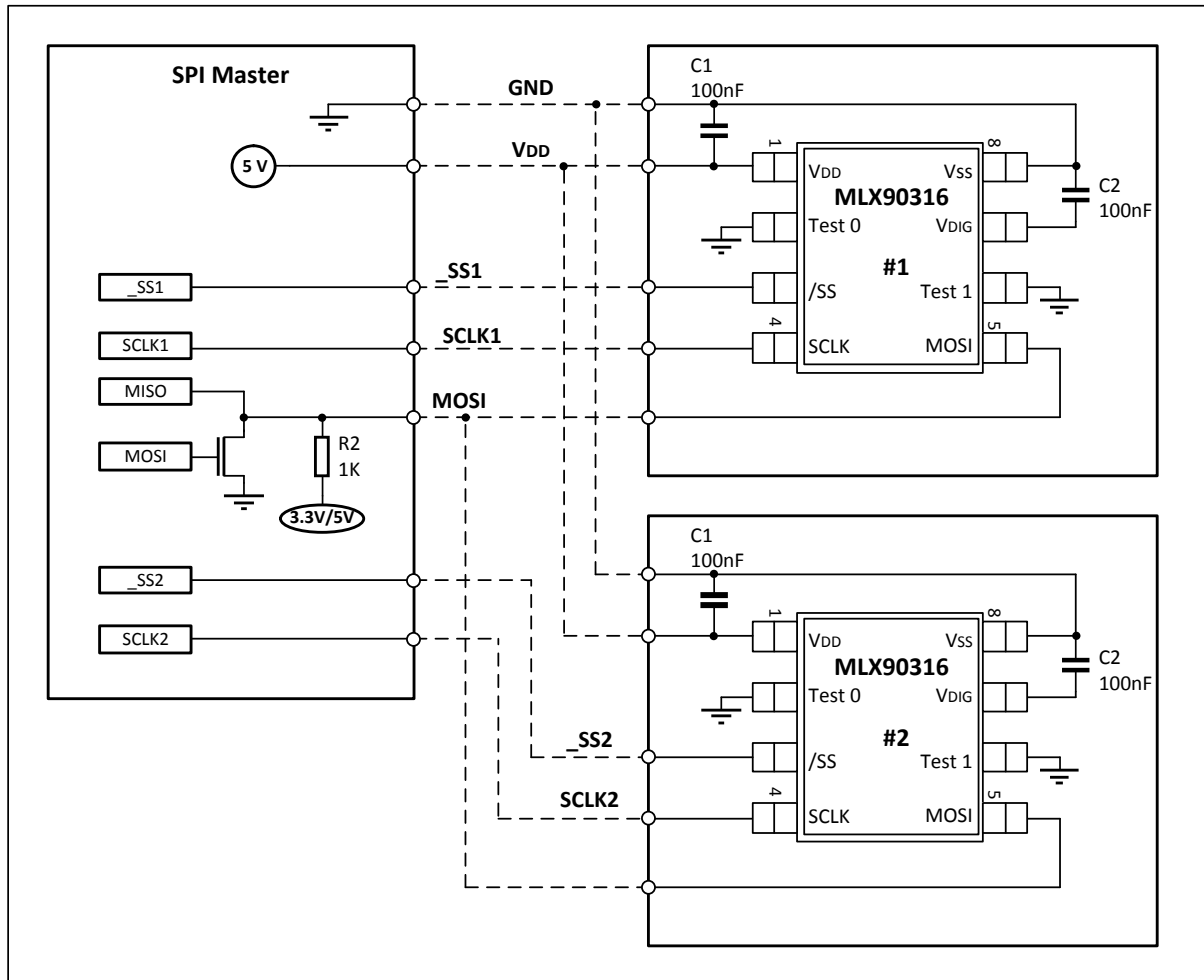 SPI Master
GND
VDD
5 V
_SS1
_SS1
SCLK1
SCLK1
MISO
MOSI
MOSI
R2
1K
3.3V/5V
_SS2
SCLK2
_SS2
SCLK2
C1
100nF
1
8
VDD
VSS
MLX90316
C2
100nF
Test 0
VDIG
#1
/SS
Test 1
4
5
SCLK
MOSI
C1
100nF
1
8
VDD
VSS
MLX90316
C2
100nF
Test 0
VDIG
#2
/SS
Test 1
4
5
SCLK
MOSI